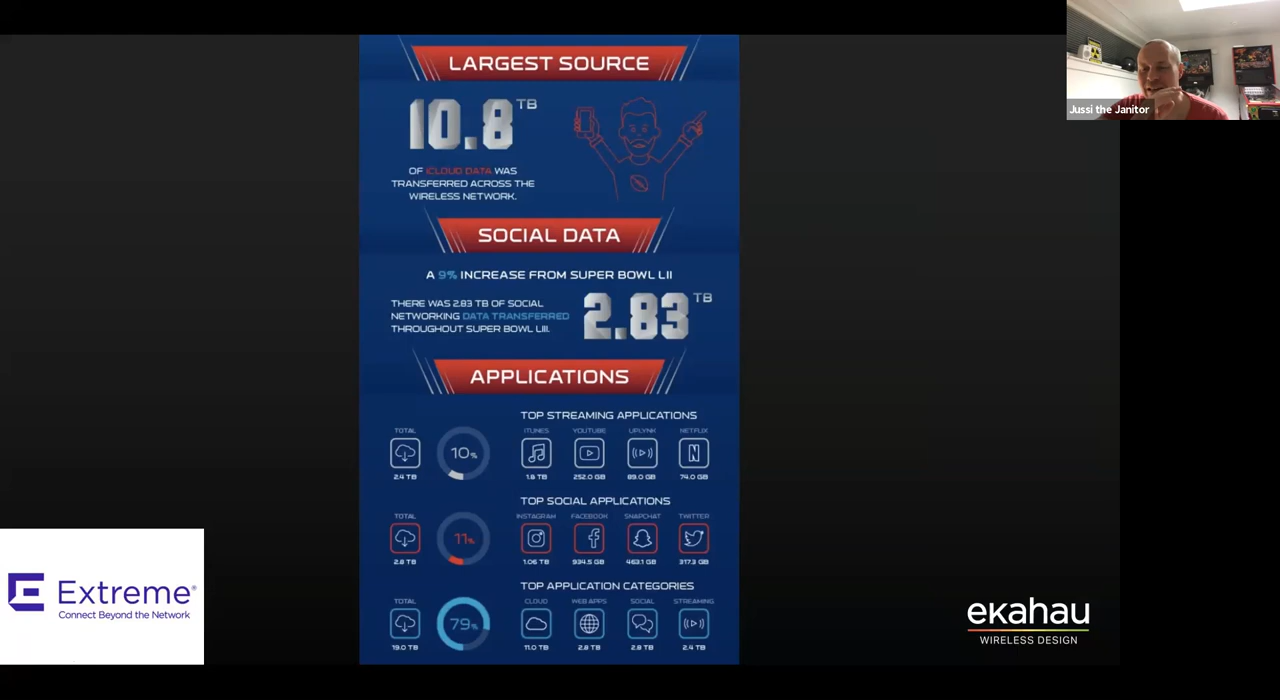 LARGEST SOURCE
10.8 TB
OF ICLOUD DATA WAS
TRANSFERRED ACROSS THE
WIRELESS NETWORK.
SOCIAL DATA
A 9% INCREASE FROM SUPER BOWL LII
THERE WAS 2.83 TB OF SOCIAL
NETWORKING DATA TRANSFERRED
THROUGHOUT SUPER BOWL LIII.
2.83 TB
APPLICATIONS
TOP STREAMING APPLICATIONS
TOTAL ITUNES YOUTUBE UPLYNK NETFLIX
10%
2.4 TB 1.8 TB 252.0 GB 89.0 GB 74.0 GB
TOP SOCIAL APPLICATIONS
TOTAL INSTAGRAM FACEBOOK SNAPCHAT TWITTER
11%
2.8 TB 1.06 TB 934.5 GB 463.1 GB 317.3 GB
TOP APPLICATION CATEGORIES
TOTAL CLOUD WEB APPS SOCIAL STREAMING
79%
19.0 TB 11.0 TB 2.8 TB 2.8 TB 2.4 TB
Jussi the Janitor
Extreme®
Connect Beyond the Network
ekahau
WIRELESS DESIGN